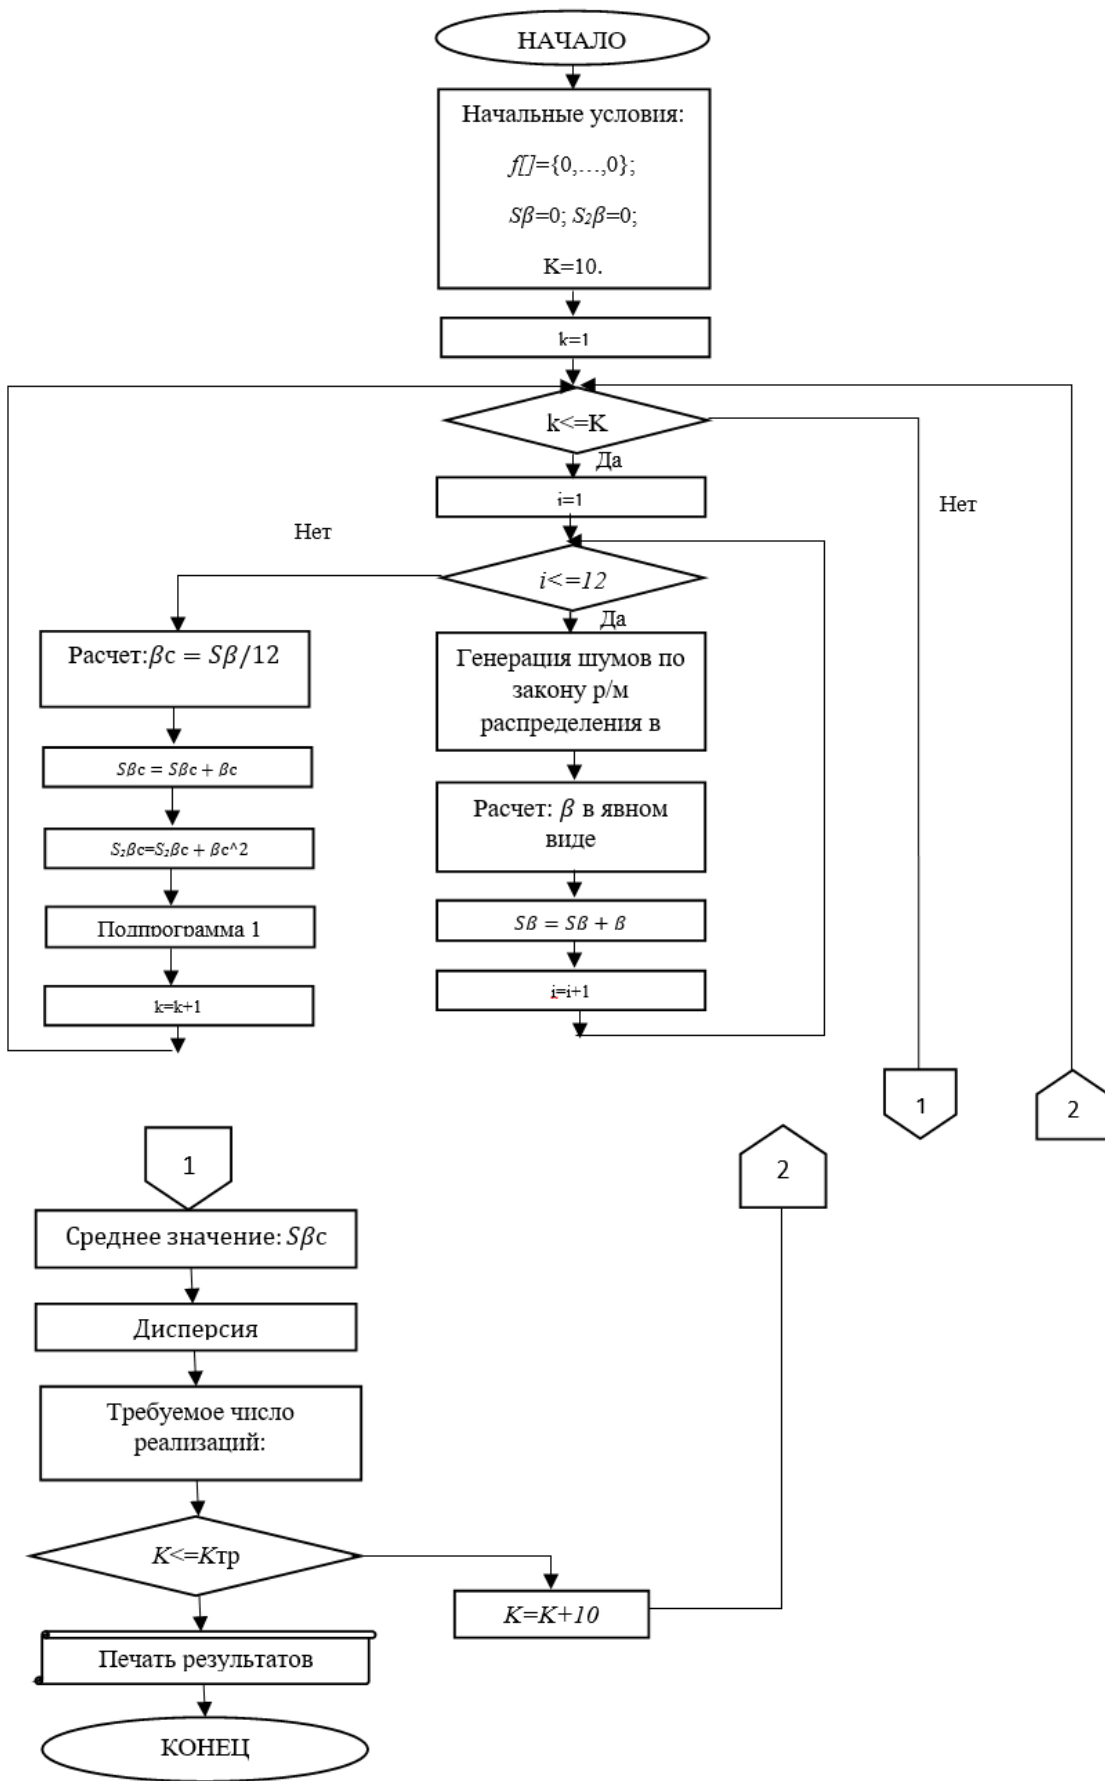 НАЧАЛО
Начальные условия:
f[]={0,…,0};
Sβ=0; S₂β=0;
K=10.
k=1
k<=K
Да
i=1
Нет
Нет
i<=12
Да
Расчет:βc = Sβ/12
Sβc = Sβc + βc
S₂βc=S₂βc + βc^2
Подпрограмма 1
k=k+1
Генерация шумов по
закону р/м
распределения в
Расчет: β в явном
виде
Sβ = Sβ + β
i=i+1
1
2
1
2
Среднее значение: Sβc
Дисперсия
Требуемое число
реализаций:
K<=Kтр
K=K+10
Печать результатов
КОНЕЦ